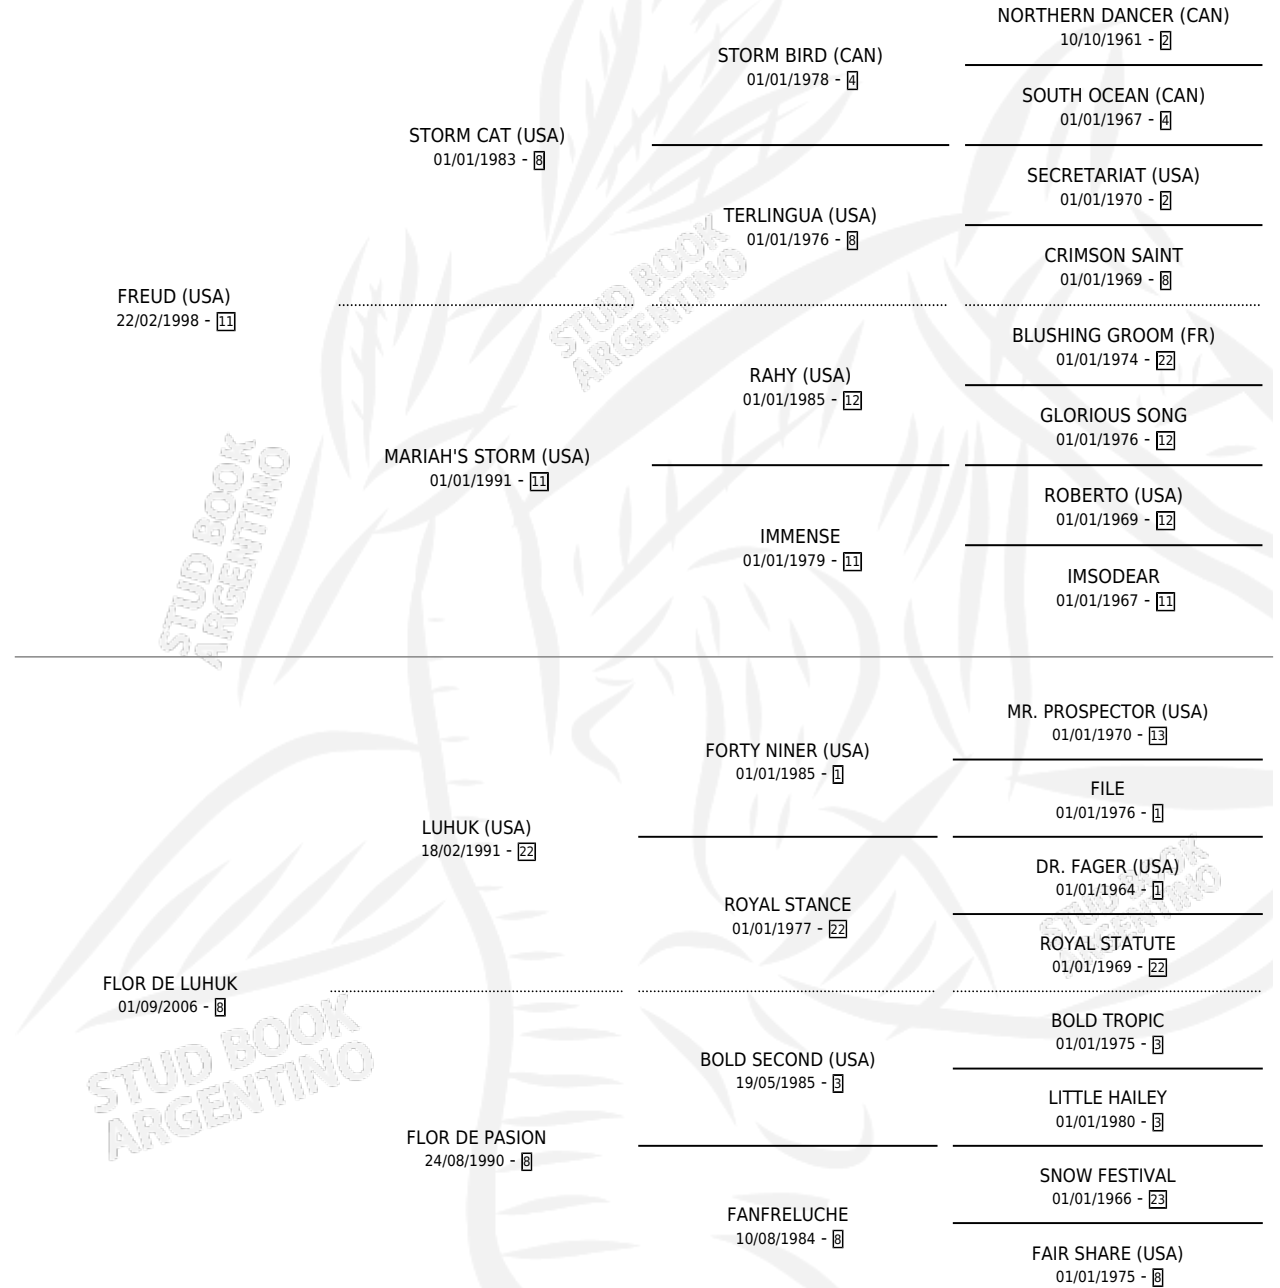 NORTHERN DANCER (CAN)
10/10/1961 - 2
STORM BIRD (CAN)
01/01/1978 - 4
SOUTH OCEAN (CAN)
01/01/1967 - 4
STORM CAT (USA)
01/01/1983 - 8
SECRETARIAT (USA)
01/01/1970 - 2
TERLINGUA (USA)
01/01/1976 - 8
CRIMSON SAINT
01/01/1969 - 8
FREUD (USA)
22/02/1998 - 11
BLUSHING GROOM (FR)
01/01/1974 - 22
RAHY (USA)
01/01/1985 - 12
GLORIOUS SONG
01/01/1976 - 12
MARIAH'S STORM (USA)
01/01/1991 - 11
ROBERTO (USA)
01/01/1969 - 12
IMMENSE
01/01/1979 - 11
IMSODEAR
01/01/1967 - 11
MR. PROSPECTOR (USA)
01/01/1970 - 13
FORTY NINER (USA)
01/01/1985 - 1
FILE
01/01/1976 - 1
LUHUK (USA)
18/02/1991 - 22
DR. FAGER (USA)
01/01/1964 - 1
ROYAL STANCE
01/01/1977 - 22
ROYAL STATUTE
01/01/1969 - 22
FLOR DE LUHUK
01/09/2006 - 8
BOLD TROPIC
01/01/1975 - 3
BOLD SECOND (USA)
19/05/1985 - 3
LITTLE HAILEY
01/01/1980 - 3
FLOR DE PASION
24/08/1990 - 8
SNOW FESTIVAL
01/01/1966 - 23
FANFRELUCHE
10/08/1984 - 8
FAIR SHARE (USA)
01/01/1975 - 8
STUD BOOK
ARGENTINO
STUD BOOK
ARGENTINO
STUD BOOK
ARGENTINO
STUD BOOK
ARGENTINO